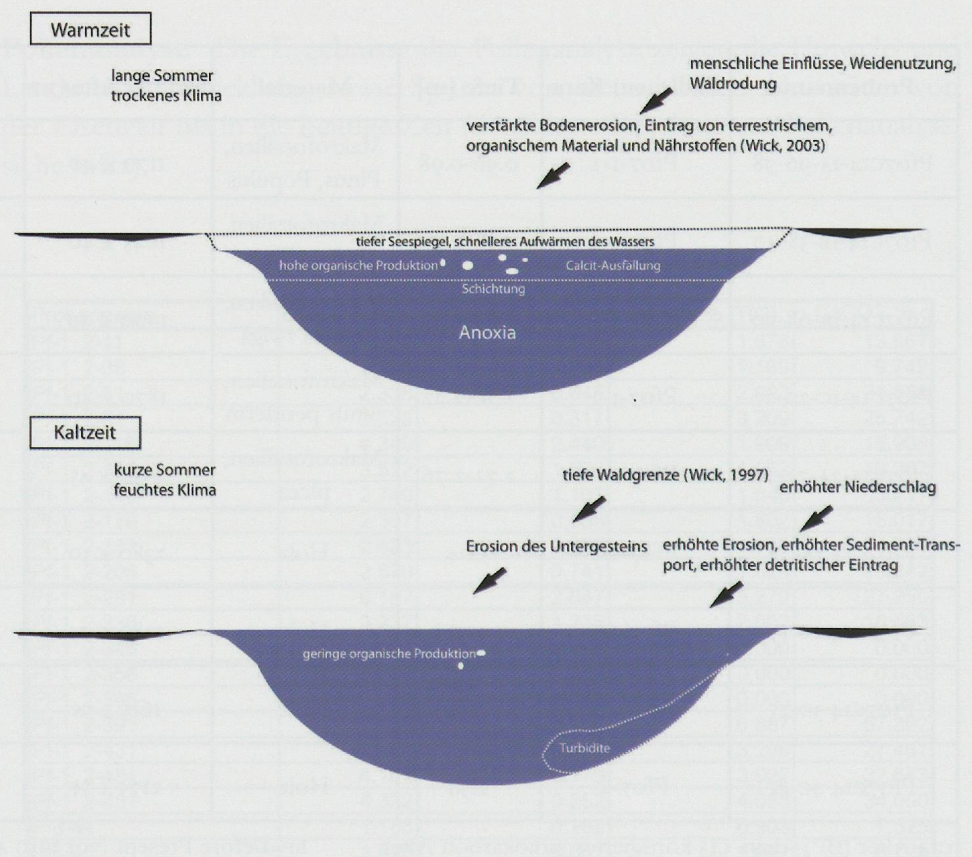 Warmzeit
lange Sommer
trockenes Klima
menschliche Einflüsse, Weidenutzung,
Waldrodung
verstärkte Bodenerosion, Eintrag von terrestrischem,
organischem Material und Nährstoffen (Wick, 2003)
tiefer Seespiegel, schnelleres Aufwärmen des Wassers
hohe organische Produktion
Calcit-Ausfällung
Schichtung
Anoxia
Kaltzeit
kurze Sommer
feuchtes Klima
tiefe Waldgrenze (Wick, 1997)
erhöhter Niederschlag
Erosion des Untergesteins
erhöhte Erosion, erhöhter Sediment-Trans-
port, erhöhter detritischer Eintrag
geringe organische Produktion
Turbidite